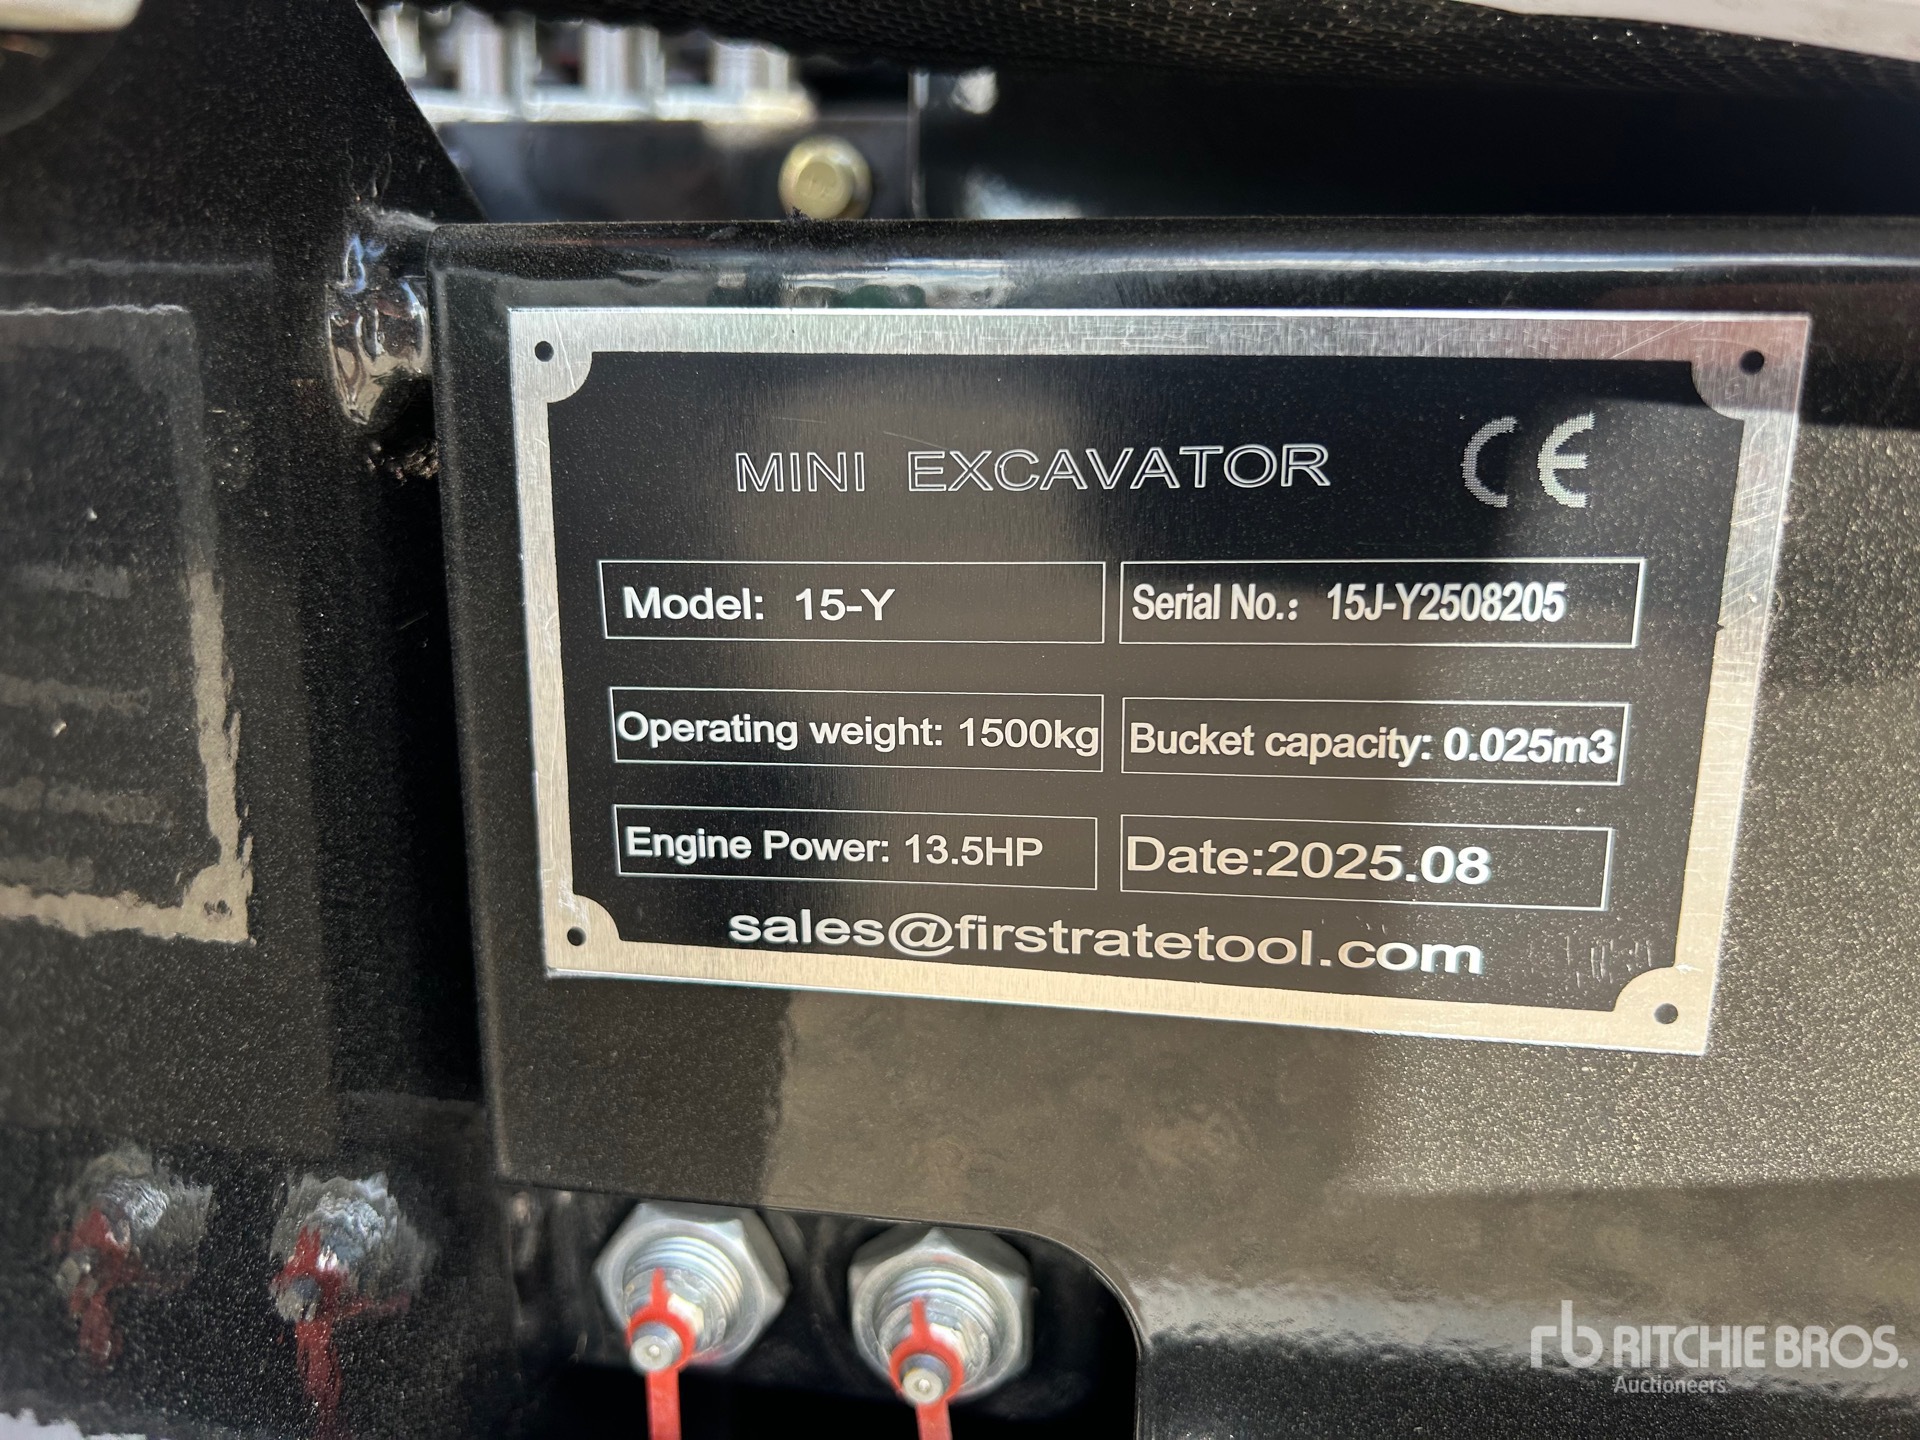 MINI EXCAVATOR CE
Model: 15-Y
Serial No.: 15J-Y2508205
Operating weight: 1500kg
Bucket capacity: 0.025m3
Engine Power: 13.5HP
Date:2025.08
sales@firstratetool.com
rb RITCHIE BROS.
Auctioneers